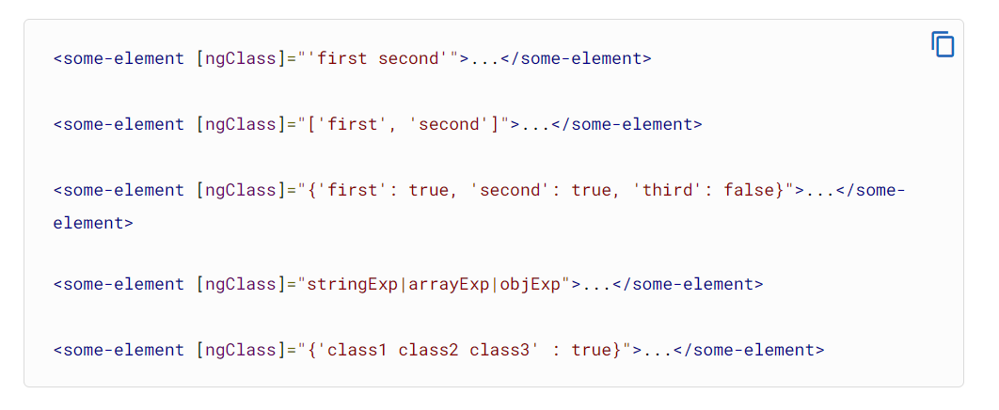 <some-element [ngClass]="'first second'">...</some-element>
<some-element [ngClass]="['first', 'second']">...</some-element>
<some-element [ngClass]="{'first': true, 'second': true, 'third': false}">...</some-
element>
<some-element [ngClass]="stringExp|arrayExp|objExp">...</some-element>
<some-element [ngClass]="{'class1 class2 class3' : true}">...</some-element>